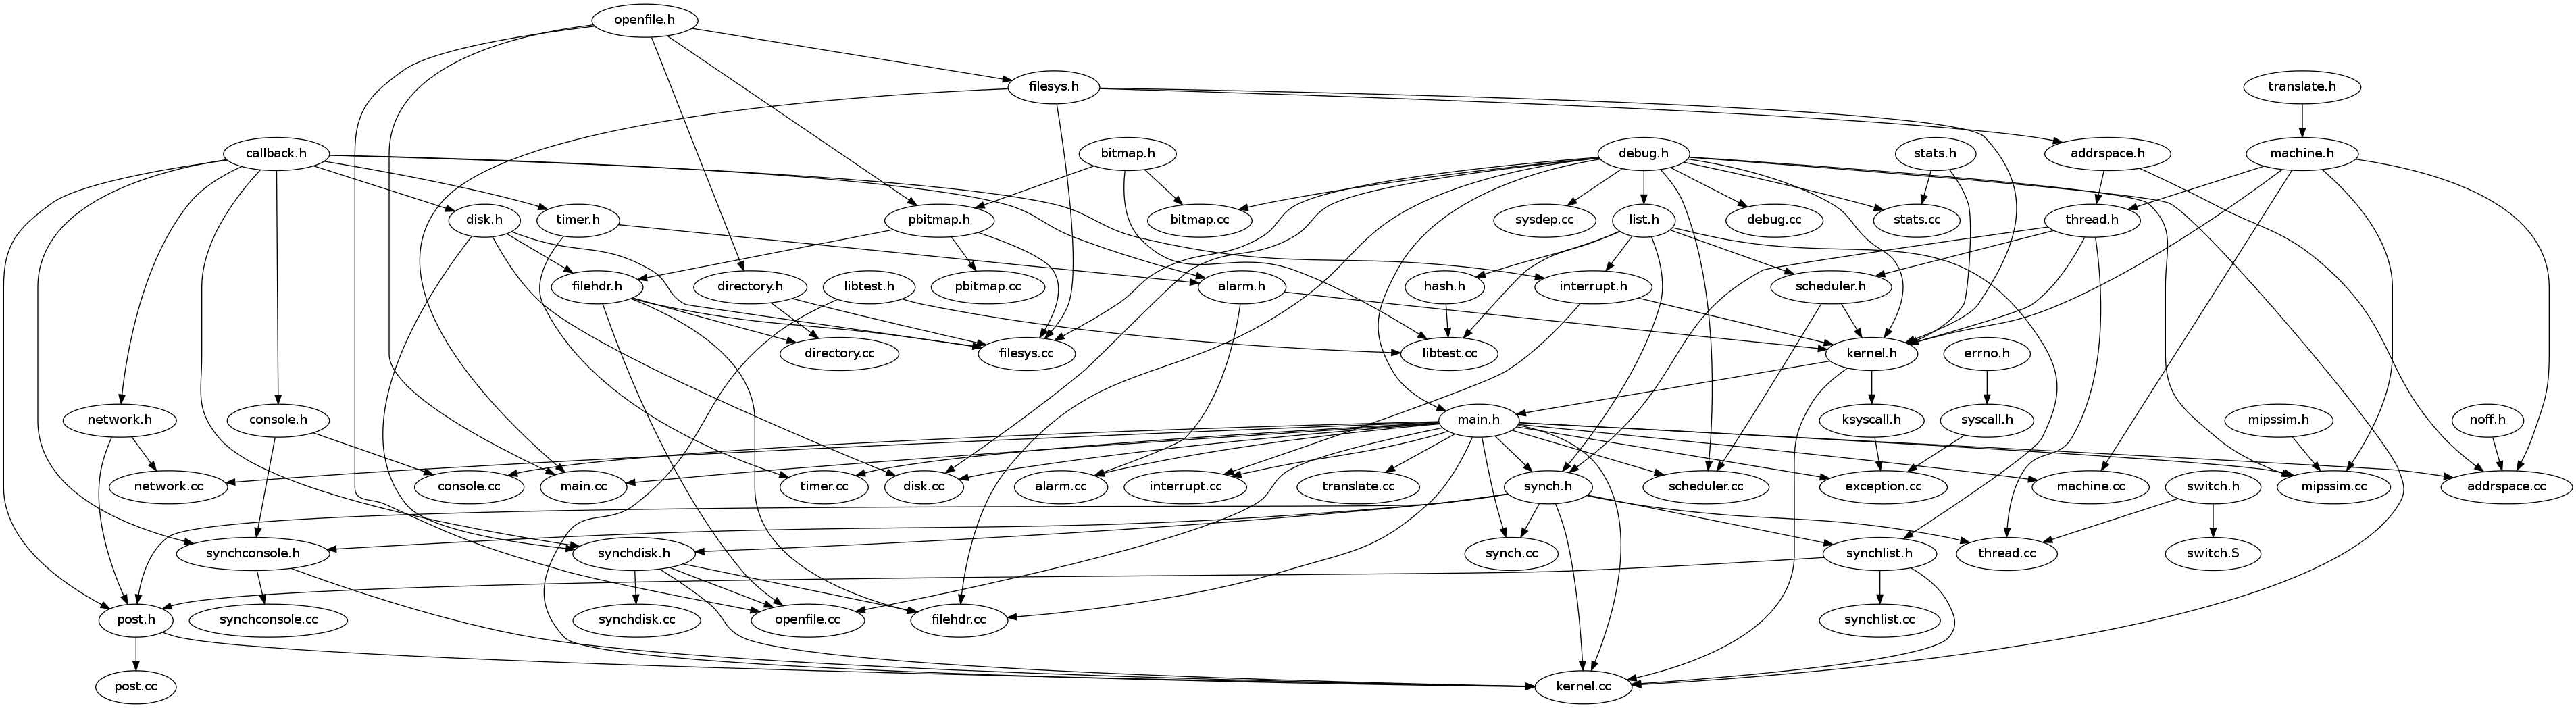 openfile.h
filesys.h
translate.h
callback.h
bitmap.h
debug.h
stats.h
addrspace.h
machine.h
disk.h
timer.h
pbitmap.h
bitmap.cc
sysdep.cc
list.h
debug.cc
stats.cc
thread.h
filehdr.h
directory.h
libtest.h
pbitmap.cc
alarm.h
hash.h
interrupt.h
scheduler.h
directory.cc
filesys.cc
libtest.cc
kernel.h
errno.h
network.h
console.h
main.h
ksyscall.h
syscall.h
mipssim.h
noff.h
network.cc
console.cc
main.cc
timer.cc
disk.cc
alarm.cc
interrupt.cc
translate.cc
synch.h
scheduler.cc
exception.cc
machine.cc
switch.h
mipssim.cc
addrspace.cc
synchconsole.h
synchdisk.h
synch.cc
synchlist.h
thread.cc
switch.S
post.h
synchconsole.cc
synchdisk.cc
openfile.cc
filehdr.cc
synchlist.cc
post.cc
kernel.cc